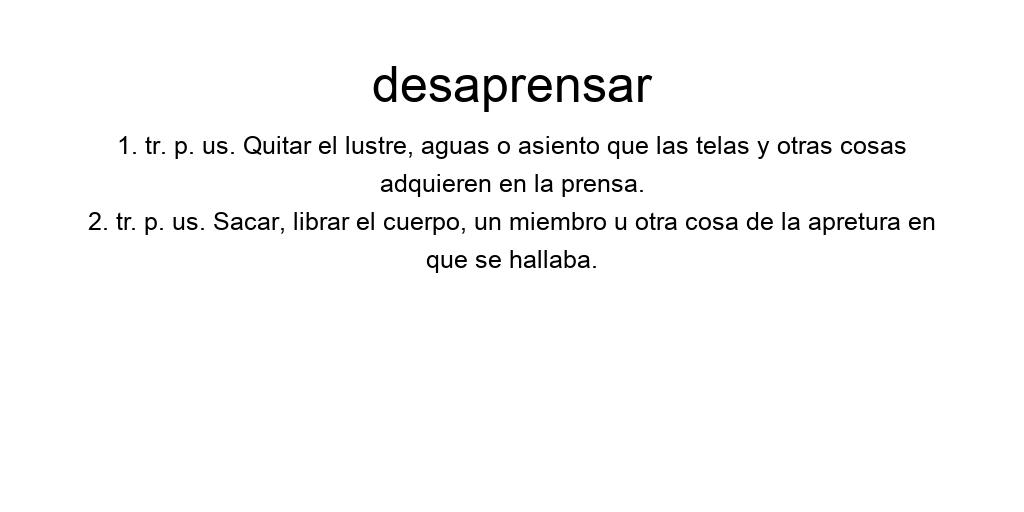 desaprensar
1. tr. p. us. Quitar el lustre, aguas o asiento que las telas y otras cosas
adquieren en la prensa.
2. tr. p. us. Sacar, librar el cuerpo, un miembro u otra cosa de la apretura en
que se hallaba.